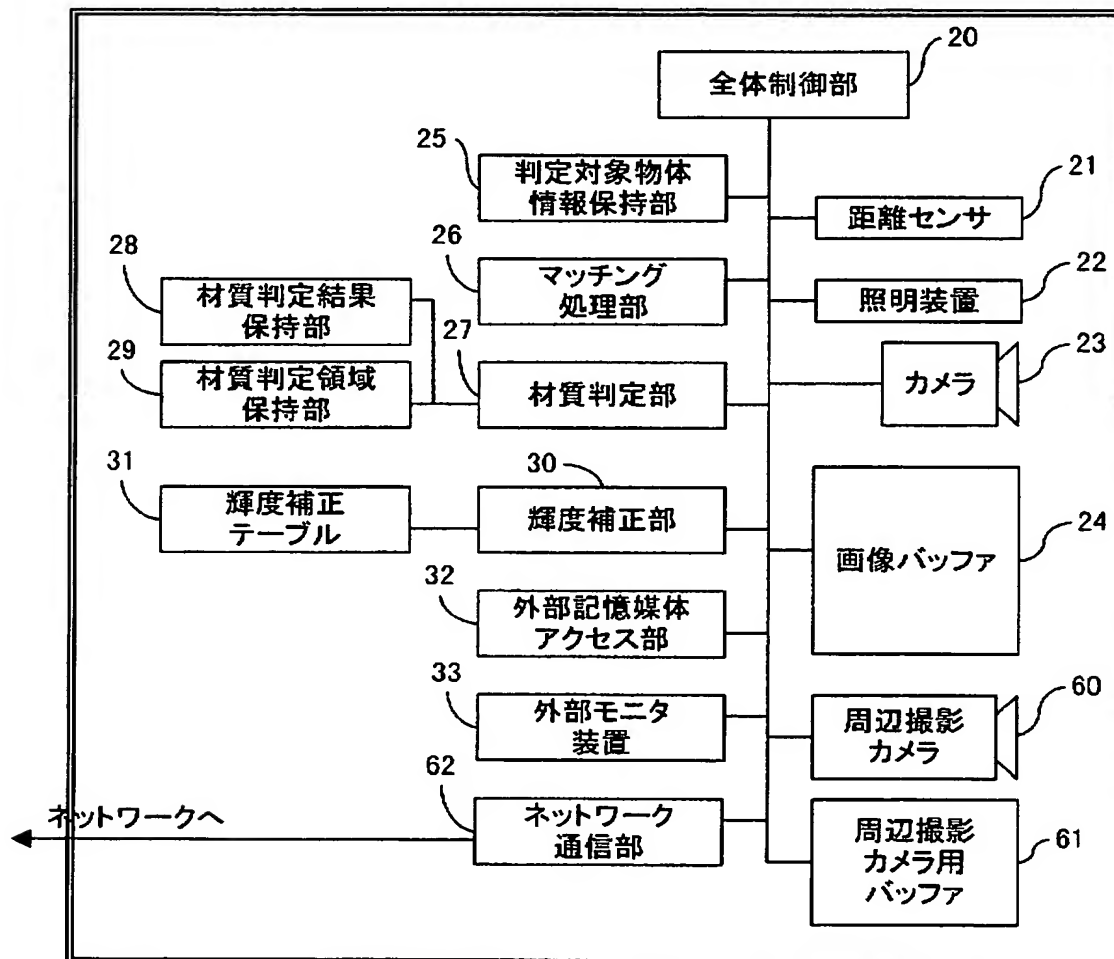 20
全体制御部
25
判定対象物体
情報保持部
21
距離センサ
28
材質判定結果
保持部
26
マッチング
処理部
22
照明装置
29
材質判定領域
保持部
27
材質判定部
23
カメラ
31
輝度補正
テーブル
30
輝度補正部
24
画像バッファ
32
外部記憶媒体
アクセス部
33
外部モニタ
装置
60
周辺撮影
カメラ
ネットワークへ
62
ネットワーク
通信部
61
周辺撮影
カメラ用
バッファ